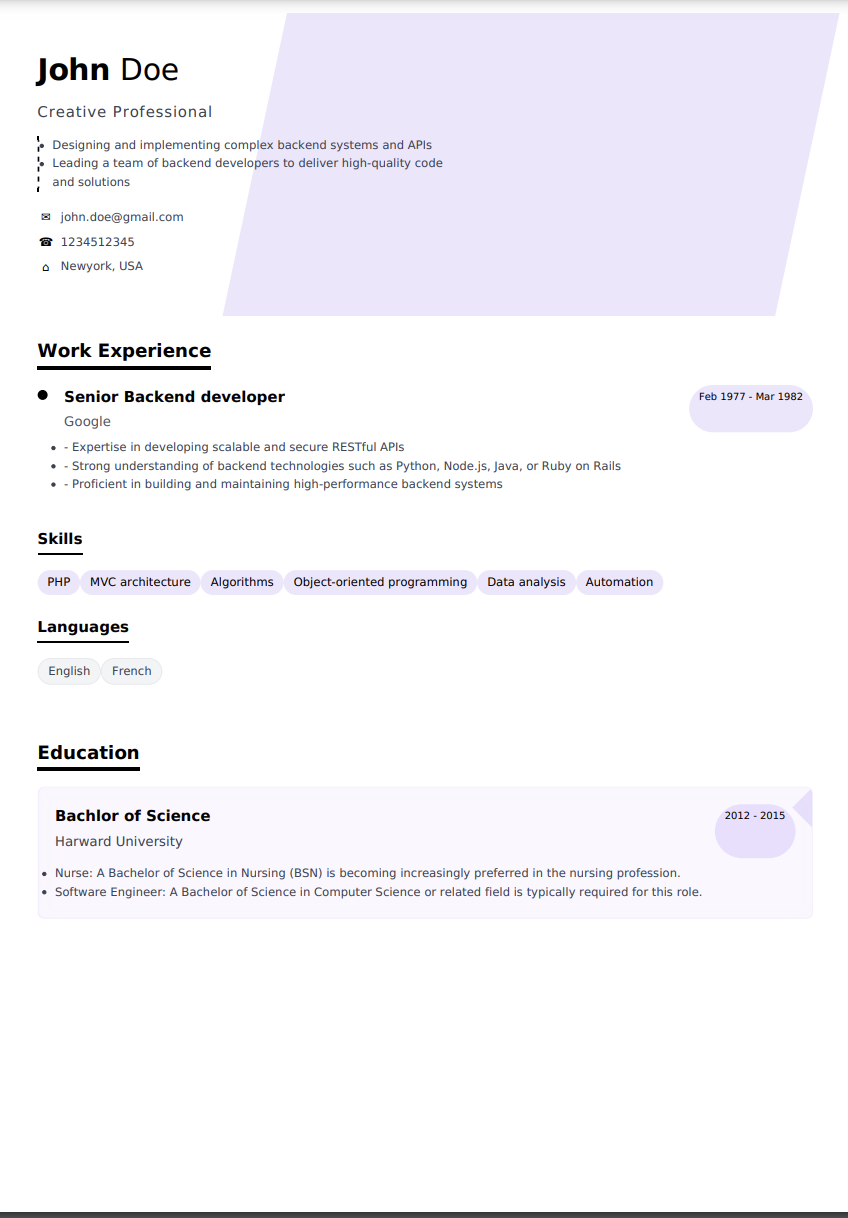 John Doe
Creative Professional
• Designing and implementing complex backend systems and APIs
• Leading a team of backend developers to deliver high-quality code
and solutions
✉ john.doe@gmail.com
☎ 1234512345
⌂ Newyork, USA
Work Experience
Senior Backend developer
Feb 1977 - Mar 1982
Google
• - Expertise in developing scalable and secure RESTful APIs
• - Strong understanding of backend technologies such as Python, Node.js, Java, or Ruby on Rails
• - Proficient in building and maintaining high-performance backend systems
Skills
PHP MVC architecture Algorithms Object-oriented programming Data analysis Automation
Languages
English French
Education
Bachlor of Science
2012 - 2015
Harward University
• Nurse: A Bachelor of Science in Nursing (BSN) is becoming increasingly preferred in the nursing profession.
• Software Engineer: A Bachelor of Science in Computer Science or related field is typically required for this role.